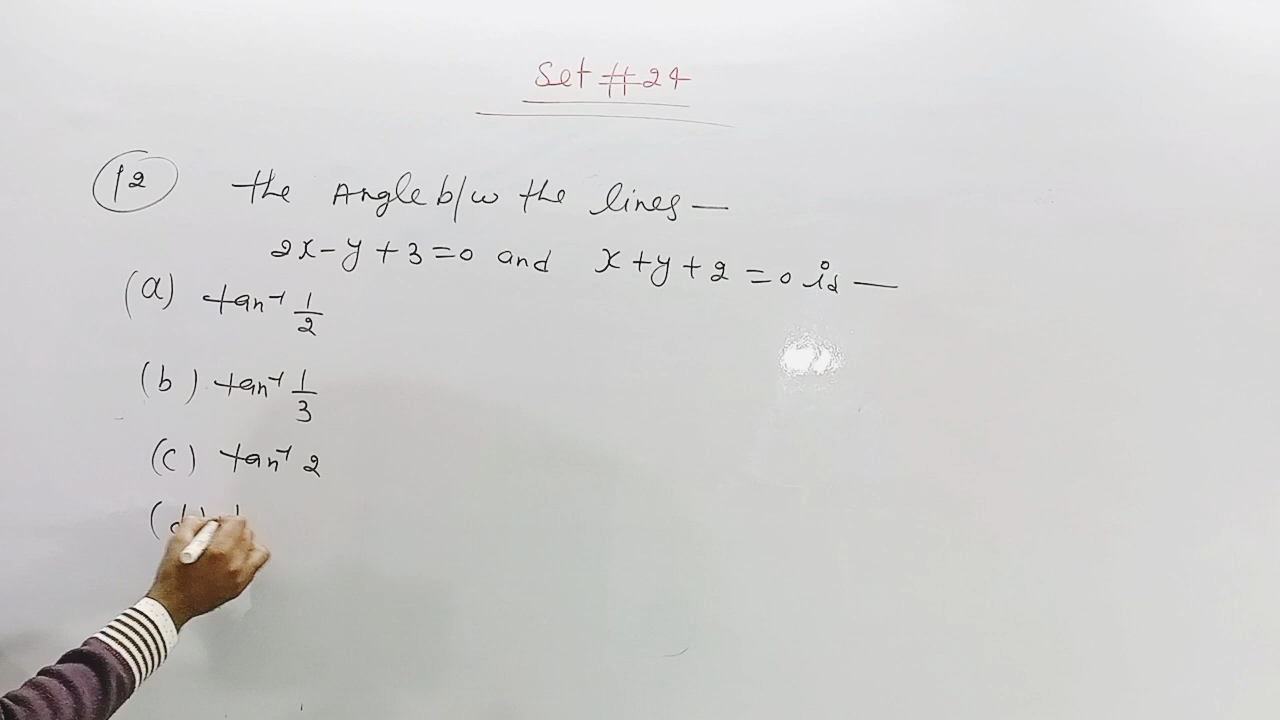 Set #24
12 the Angle b/w the lines —
2x - y + 3 = 0 and x + y + 2 = 0 is —
(a) tan⁻¹ 1/2
(b) tan⁻¹ 1/3
(c) tan⁻¹ 2
(d)